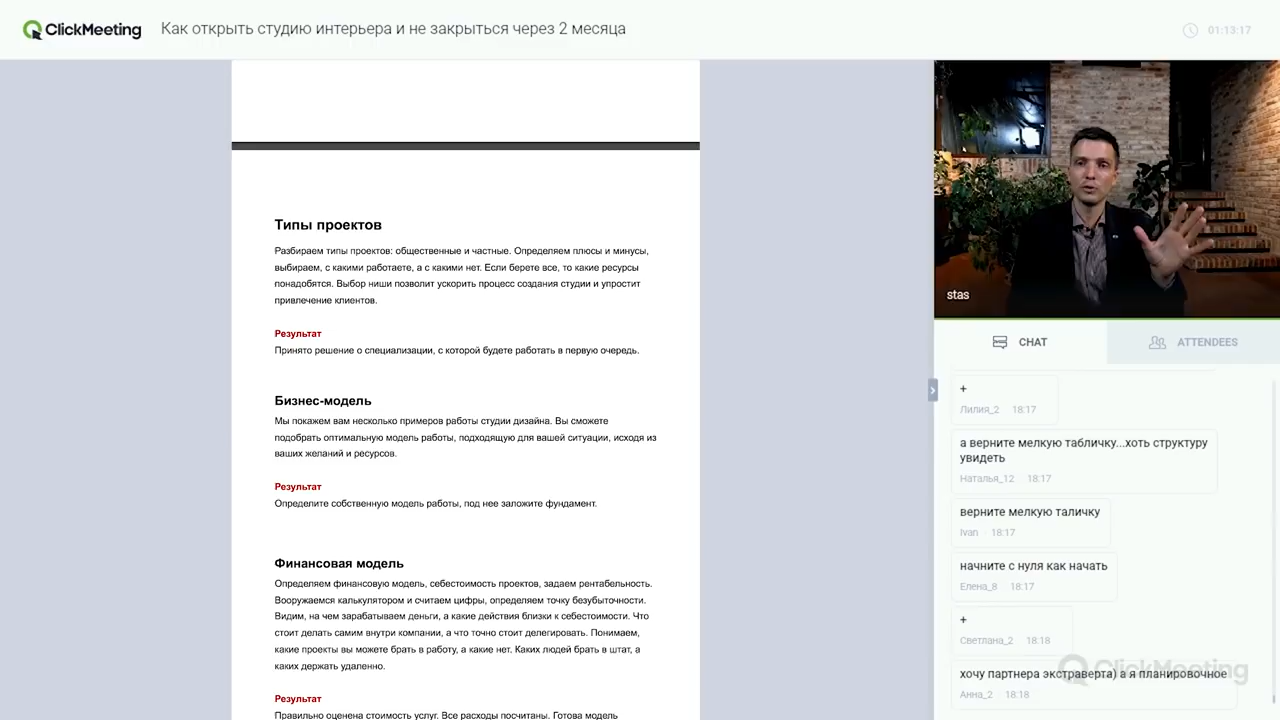 ClickMeeting
Как открыть студию интерьера и не закрыться через 2 месяца
01:13:17
Типы проектов
Разбираем типы проектов: общественные и частные. Определяем плюсы и минусы,
выбираем, с какими работаете, а с какими нет. Если берете все, то какие ресурсы
понадобятся. Выбор ниши позволит ускорить процесс создания студии и упростит
привлечение клиентов.
Результат
Принято решение о специализации, с которой будете работать в первую очередь.
Бизнес-модель
Мы покажем вам несколько примеров работы студии дизайна. Вы сможете
подобрать оптимальную модель работы, подходящую для вашей ситуации, исходя из
ваших желаний и ресурсов.
Результат
Определите собственную модель работы, под нее заложите фундамент.
Финансовая модель
Определяем финансовую модель, себестоимость проектов, задаем рентабельность.
Вооружаемся калькулятором и считаем цифры, определяем точку безубыточности.
Видим, на чем зарабатываем деньги, а какие действия близки к себестоимости. Что
стоит делать самим внутри компании, а что точно стоит делегировать. Понимаем,
какие проекты вы можете брать в работу, а какие нет. Каких людей брать в штат, а
каких держать удаленно.
Результат
Правильно оценена стоимость услуг. Все расходы посчитаны. Готова модель
stas
CHAT
ATTENDEES
+
Лилия_2 18:17
а верните мелкую табличку...хоть структуру
увидеть
Наталья_12 18:17
верните мелкую таличку
Ivan 18:17
начните с нуля как начать
Елена_8 18:17
+
Светлана_2 18:18
хочу партнера экстраверта) а я планировочное
Анна_2 18:18
ClickMeeting